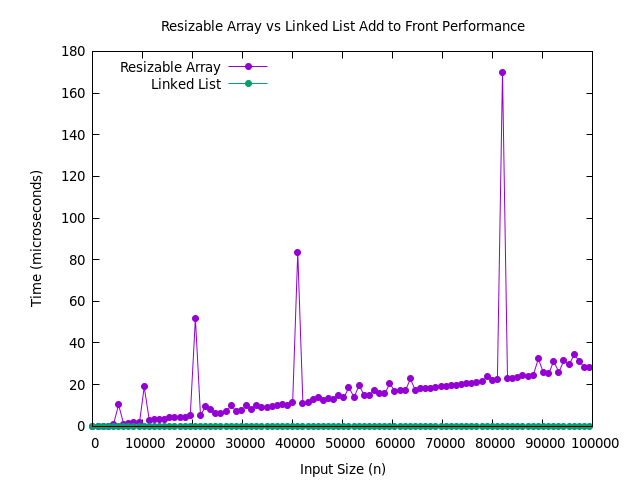 Resizable Array vs Linked List Add to Front Performance
180
160
140
120
100
80
60
40
20
0
Time (microseconds)
Resizable Array
Linked List
0 10000 20000 30000 40000 50000 60000 70000 80000 90000 100000
Input Size (n)